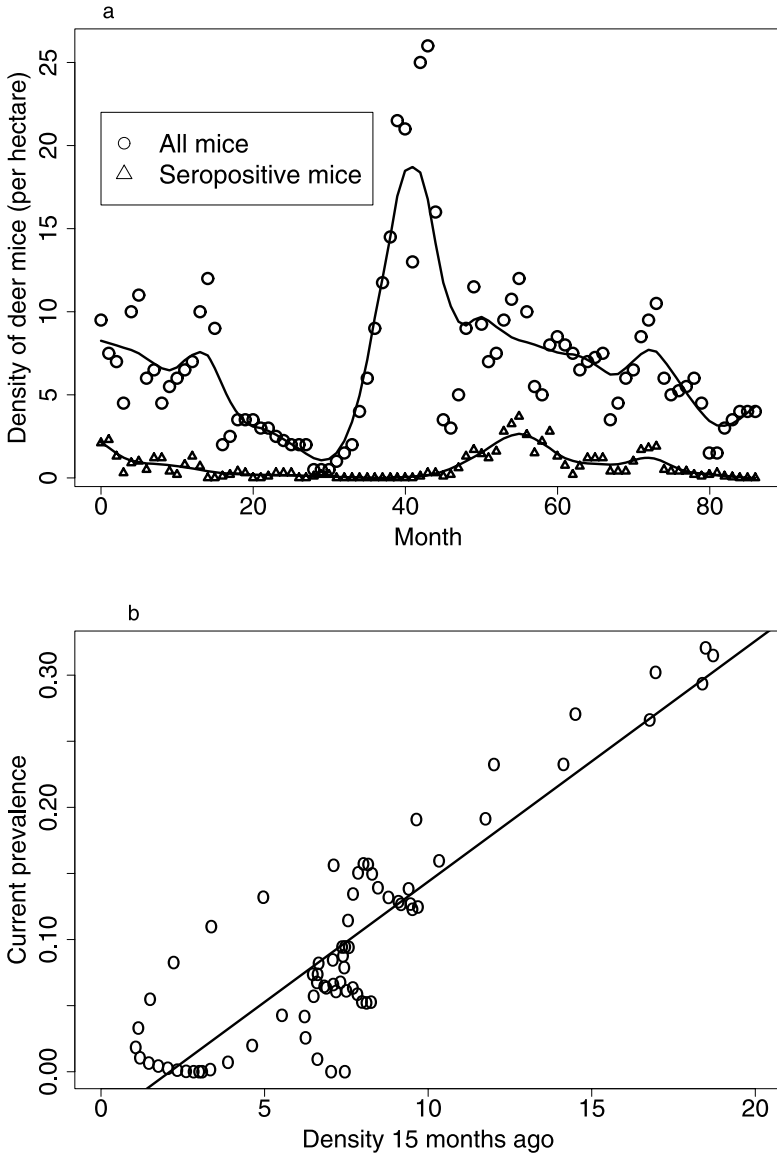 a
Density of deer mice (per hectare)
25
20
15
10
5
0
All mice
Seropositive mice
0 20 40 60 80
Month
b
Current prevalence
0.30
0.20
0.10
0.00
0 5 10 15 20
Density 15 months ago